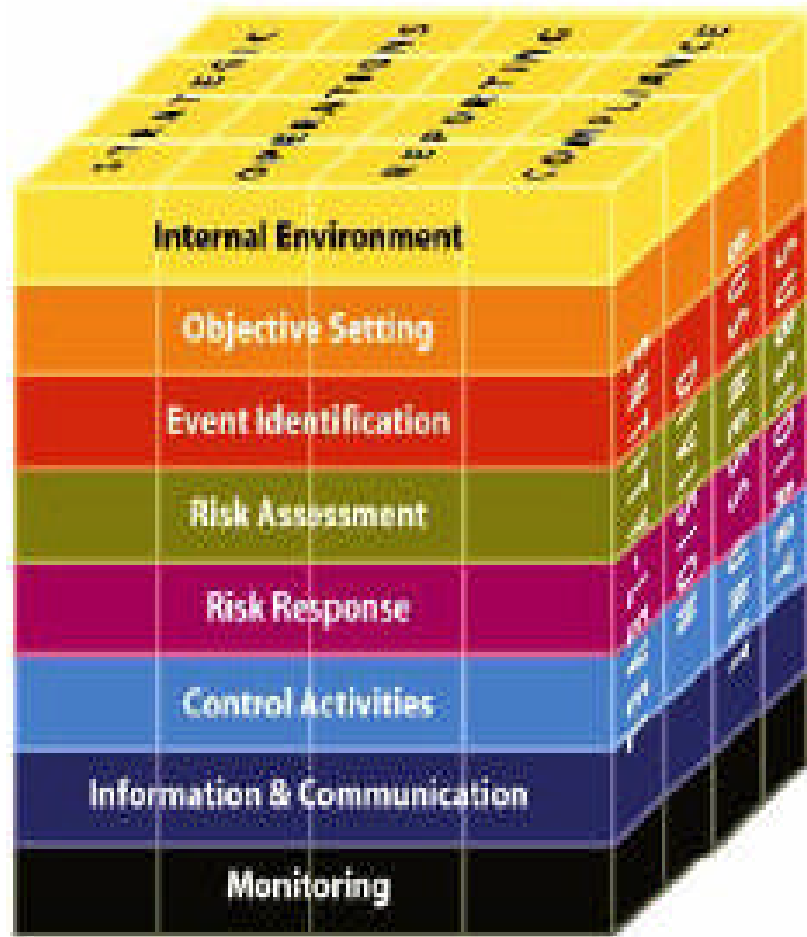 STRATEGIC
OPERATIONS
REPORTING
COMPLIANCE
Internal Environment
Objective Setting
Event Identification
Risk Assessment
Risk Response
Control Activities
Information & Communication
Monitoring